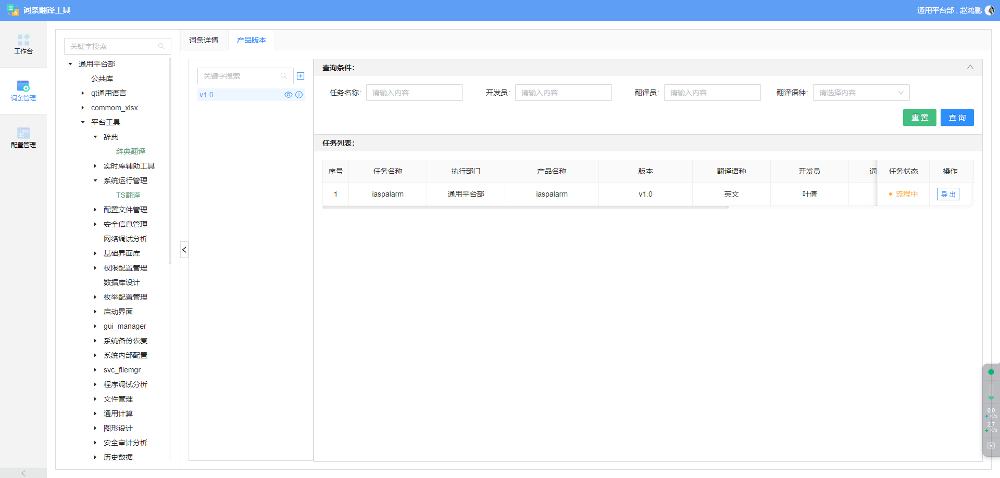 词条翻译工具
通用平台部 , 赵鸿鹏
工作台
词条管理
配置管理
关键字搜索
通用平台部
公共库
qt通用语言
commom_xlsx
平台工具
辞典
辞典翻译
实时库辅助工具
系统运行管理
TS翻译
配置文件管理
安全信息管理
网络调试分析
基础界面库
权限配置管理
数据库设计
枚举配置管理
启动界面
gui_manager
系统备份恢复
系统内部配置
svc_filemgr
程序调试分析
文件管理
通用计算
图形设计
安全审计分析
历史数据
词条详情 产品版本
关键字搜索
v1.0
查询条件:
任务名称: 请输入内容 开发员: 请输入内容 翻译员: 请输入内容 翻译语种: 请选择内容
重 置 查 询
任务列表:
序号 任务名称 执行部门 产品名称 版本 翻译语种 开发员 词 任务状态 操作
1 iaspalarm 通用平台部 iaspalarm v1.0 英文 叶倩 流程中 导 出
0.0
K/s
2.7
K/s